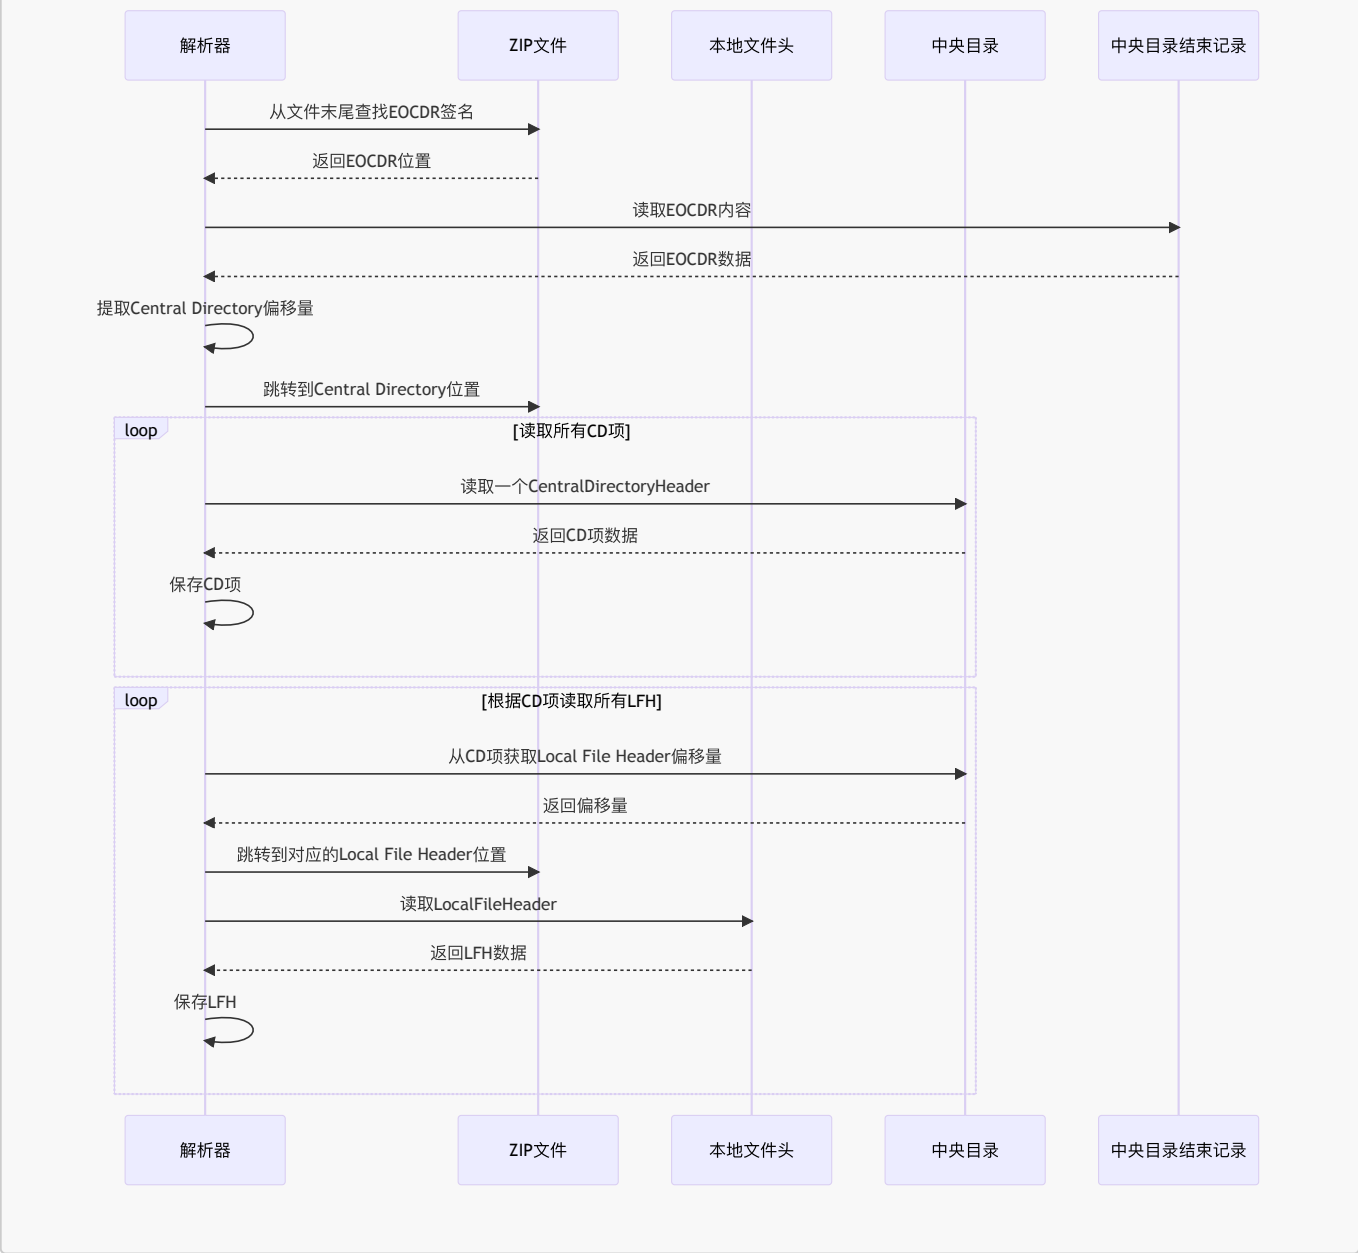 解析器
ZIP文件
本地文件头
中央目录
中央目录结束记录
从文件末尾查找EOCDR签名
返回EOCDR位置
读取EOCDR内容
返回EOCDR数据
提取Central Directory偏移量
跳转到Central Directory位置
loop
[读取所有CD项]
读取一个CentralDirectoryHeader
返回CD项数据
保存CD项
loop
[根据CD项读取所有LFH]
从CD项获取Local File Header偏移量
返回偏移量
跳转到对应的Local File Header位置
读取LocalFileHeader
返回LFH数据
保存LFH
解析器
ZIP文件
本地文件头
中央目录
中央目录结束记录